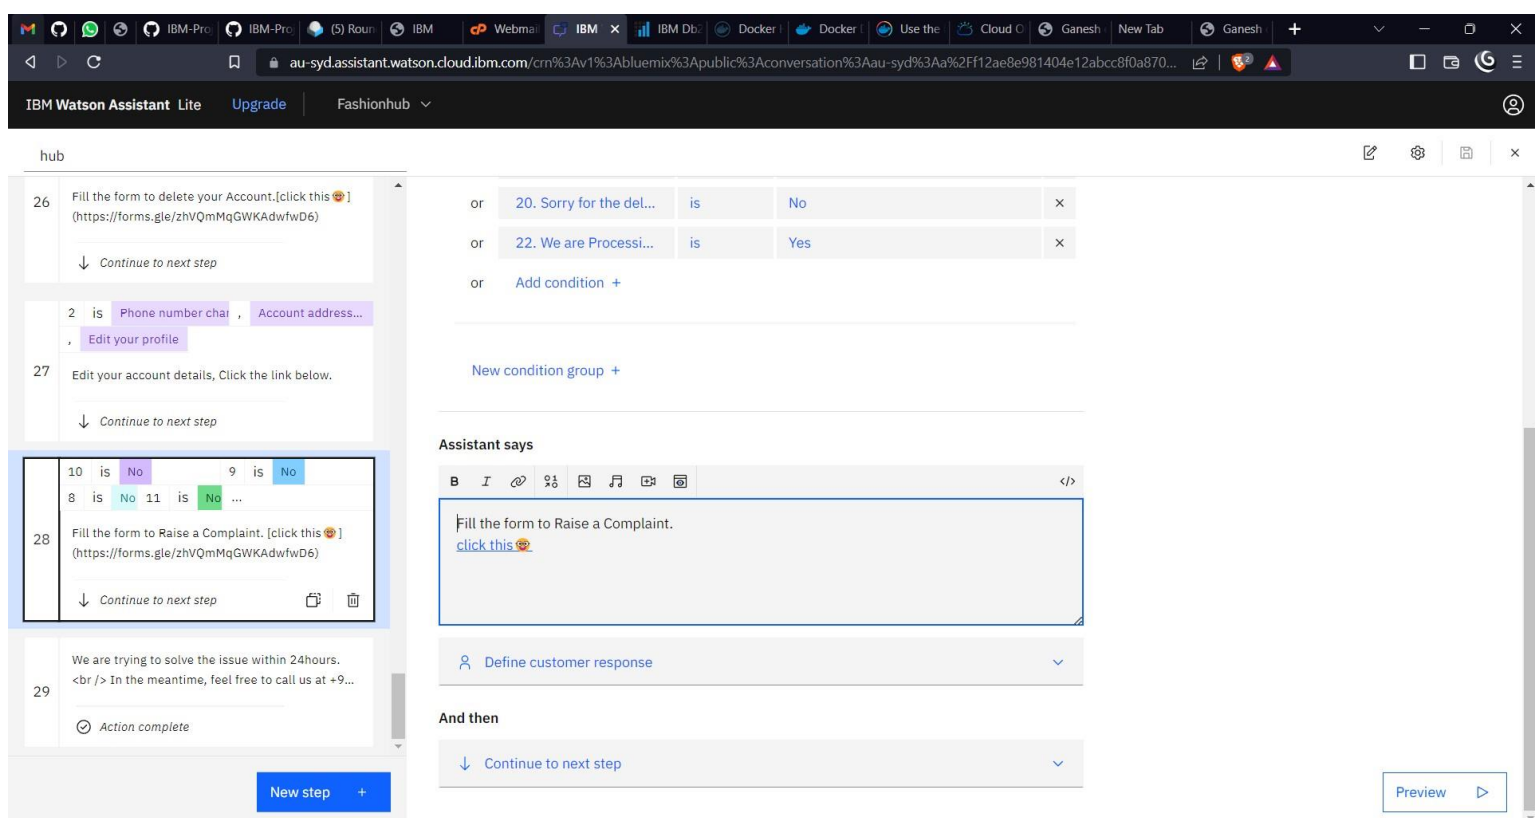 IBM-Proj
IBM-Proj
(5) Roun
IBM
Webmai
IBM
IBM Db2
Docker
Docker
Use the
Cloud O
Ganesh
New Tab
Ganesh
au-syd.assistant.watson.cloud.ibm.com/crn%3Av1%3Abluemix%3Apublic%3Aconversation%3Aau-syd%3Aa%2Ff12ae8e981404e12abcc8f0a870...
2
IBM Watson Assistant Lite
Upgrade
Fashionhub
hub
26
Fill the form to delete your Account.[click this🤓]
(https://forms.gle/zhVQmMqGWKAdwfwD6)
Continue to next step
2 is Phone number char , Account address...
, Edit your profile
27
Edit your account details, Click the link below.
Continue to next step
10 is No 9 is No
8 is No 11 is No ...
28
Fill the form to Raise a Complaint. [click this🤓]
(https://forms.gle/zhVQmMqGWKAdwfwD6)
Continue to next step
29
We are trying to solve the issue within 24hours.
<br /> In the meantime, feel free to call us at +9...
Action complete
New step +
or 20. Sorry for the del... is No ×
or 22. We are Processi... is Yes ×
or Add condition +
New condition group +
Assistant says
B I </>
Fill the form to Raise a Complaint.
click this🤓
Define customer response
And then
Continue to next step
Preview